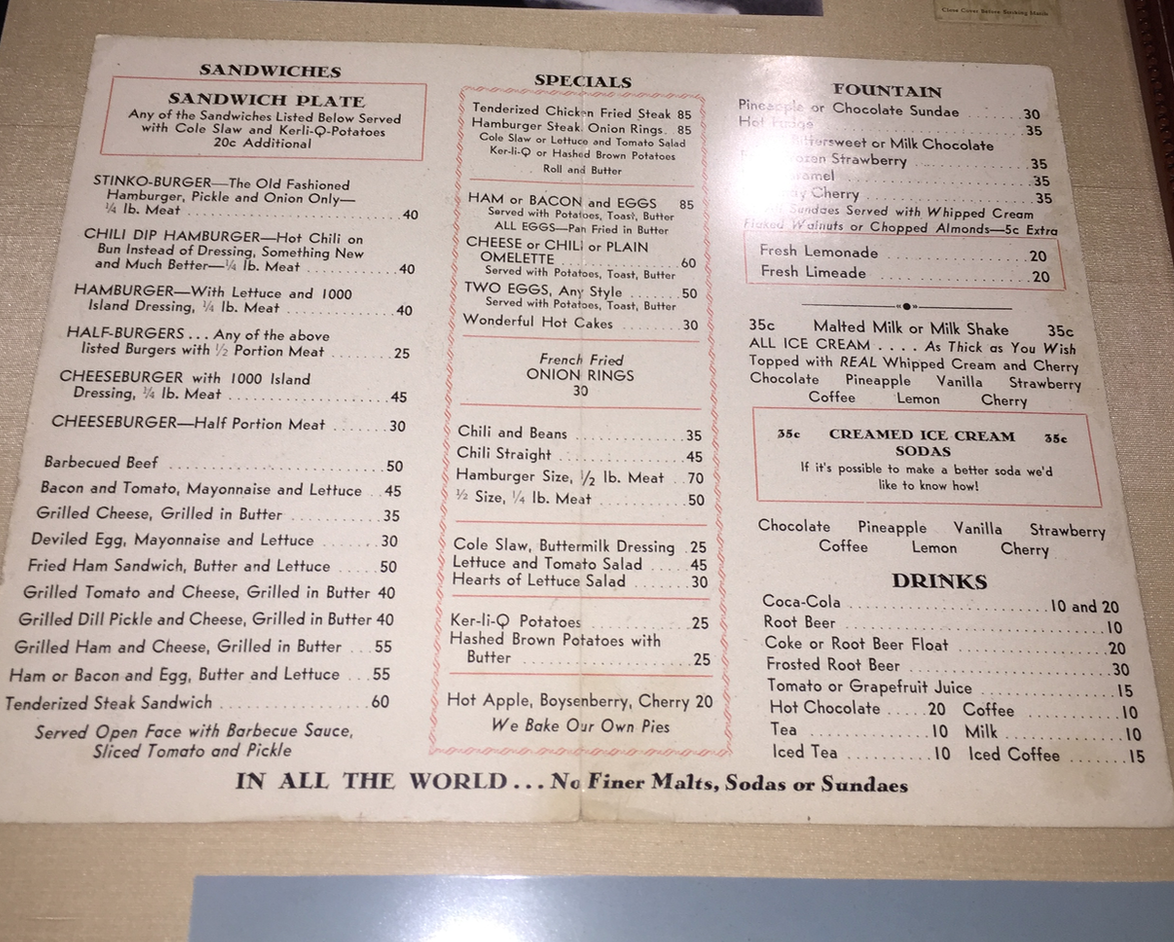 Close Cover Before Striking Match
SANDWICHES
SANDWICH PLATE
Any of the Sandwiches Listed Below Served
with Cole Slaw and Kerli-Q-Potatoes
20c Additional
STINKO-BURGER—The Old Fashioned
Hamburger, Pickle and Onion Only—
¼ lb. Meat ........ 40
CHILI DIP HAMBURGER—Hot Chili on
Bun Instead of Dressing, Something New
and Much Better—¼ lb. Meat ........ 40
HAMBURGER—With Lettuce and 1000
Island Dressing, ¼ lb. Meat ........ 40
HALF-BURGERS ... Any of the above
listed Burgers with ½ Portion Meat ........ 25
CHEESEBURGER with 1000 Island
Dressing, ¼ lb. Meat ........ 45
CHEESEBURGER—Half Portion Meat ........ 30
Barbecued Beef ........ 50
Bacon and Tomato, Mayonnaise and Lettuce .. 45
Grilled Cheese, Grilled in Butter ........ 35
Deviled Egg, Mayonnaise and Lettuce ....... 30
Fried Ham Sandwich, Butter and Lettuce ..... 50
Grilled Tomato and Cheese, Grilled in Butter 40
Grilled Dill Pickle and Cheese, Grilled in Butter 40
Grilled Ham and Cheese, Grilled in Butter ... 55
Ham or Bacon and Egg, Butter and Lettuce ... 55
Tenderized Steak Sandwich ........ 60
Served Open Face with Barbecue Sauce,
Sliced Tomato and Pickle
SPECIALS
Tenderized Chicken Fried Steak 85
Hamburger Steak, Onion Rings. 85
Cole Slaw or Lettuce and Tomato Salad
Ker-li-Q or Hashed Brown Potatoes
Roll and Butter
HAM or BACON and EGGS 85
Served with Potatoes, Toast, Butter
ALL EGGS—Pan Fried in Butter
CHEESE or CHILI or PLAIN
OMELETTE ........ 60
Served with Potatoes, Toast, Butter
TWO EGGS, Any Style ....... 50
Served with Potatoes, Toast, Butter
Wonderful Hot Cakes ........ 30
French Fried
ONION RINGS
30
Chili and Beans ........ 35
Chili Straight ........ 45
Hamburger Size, ½ lb. Meat .. 70
½ Size, ¼ lb. Meat ........ 50
Cole Slaw, Buttermilk Dressing .25
Lettuce and Tomato Salad ..... 45
Hearts of Lettuce Salad ....... 30
Ker-li-Q Potatoes ........ 25
Hashed Brown Potatoes with
Butter ........ 25
Hot Apple, Boysenberry, Cherry 20
We Bake Our Own Pies
FOUNTAIN
Pineapple or Chocolate Sundae ....... 30
Hot Fudge ........ 35
or Milk Chocolate
Strawberry ........ 35
........ 35
Cherry ........ 35
Sundaes Served with Whipped Cream
Flaked Walnuts or Chopped Almonds—5c Extra
Fresh Lemonade ........ 20
Fresh Limeade ........ 20
35c Malted Milk or Milk Shake 35c
ALL ICE CREAM .... As Thick as You Wish
Topped with REAL Whipped Cream and Cherry
Chocolate Pineapple Vanilla Strawberry
Coffee Lemon Cherry
35c CREAMED ICE CREAM 35c
SODAS
If it's possible to make a better soda we'd
like to know how!
Chocolate Pineapple Vanilla Strawberry
Coffee Lemon Cherry
DRINKS
Coca-Cola ........ 10 and 20
Root Beer ........ 10
Coke or Root Beer Float ........ 20
Frosted Root Beer ........ 30
Tomato or Grapefruit Juice ........ 15
Hot Chocolate ..... 20 Coffee ........ 10
Tea ........ 10 Milk ........ 10
Iced Tea ........ 10 Iced Coffee ....... 15
IN ALL THE WORLD ... No Finer Malts, Sodas or Sundaes